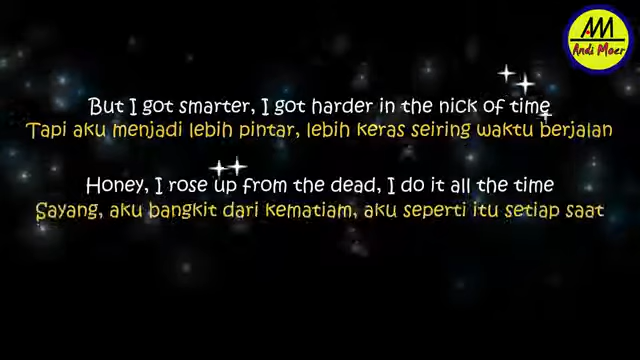 AM
Andi Moer
But I got smarter, I got harder in the nick of time
Tapi aku menjadi lebih pintar, lebih keras seiring waktu berjalan
Honey, I rose up from the dead, I do it all the time
Sayang, aku bangkit dari kematiam, aku seperti itu setiap saat